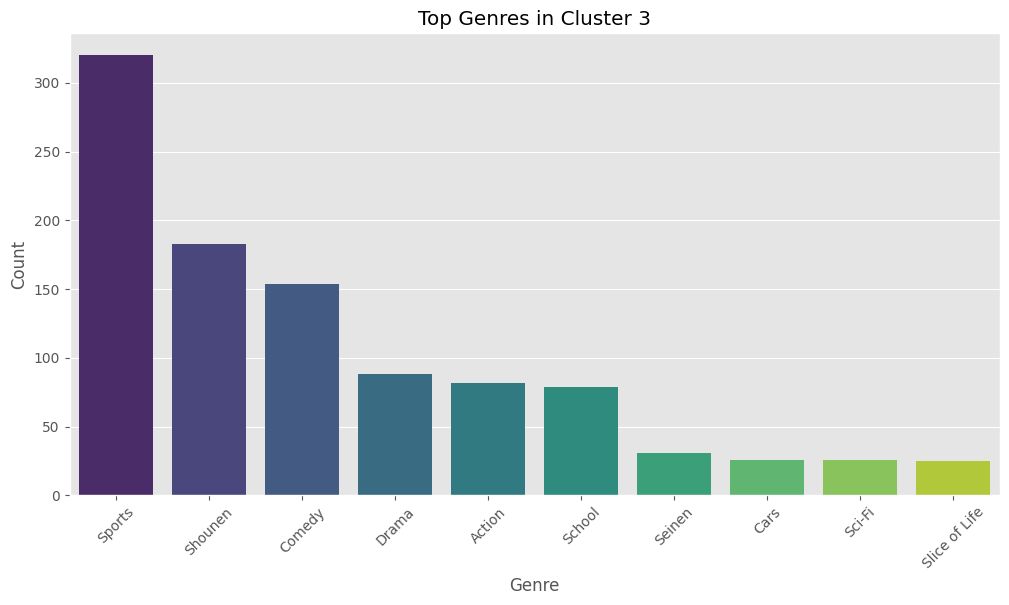 Top Genres in Cluster 3
Count
300
250
200
150
100
50
0
Sports
Shounen
Comedy
Drama
Action
School
Seinen
Cars
Sci-Fi
Slice of Life
Genre